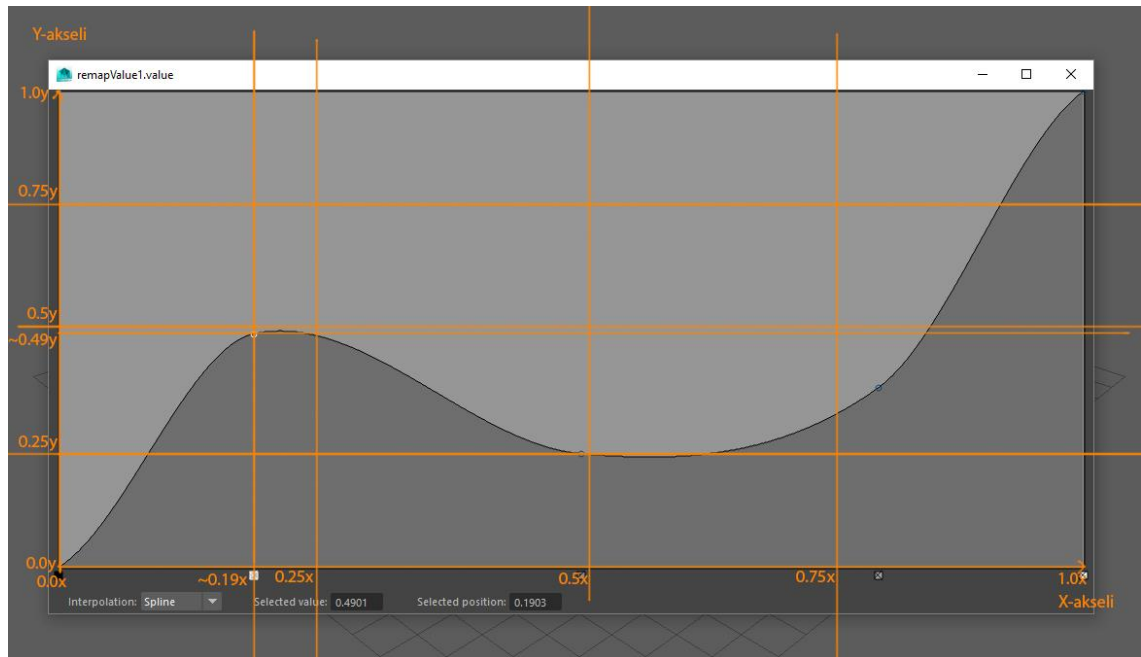 Y-akseli
remapValue1.value
1.0y
0.75y
0.5y
~0.49y
0.25y
0.0y
0.0x
~0.19x
0.25x
0.5x
0.75x
1.0x
Interpolation: Spline
Selected value: 0.4901
Selected position: 0.1903
X-akseli